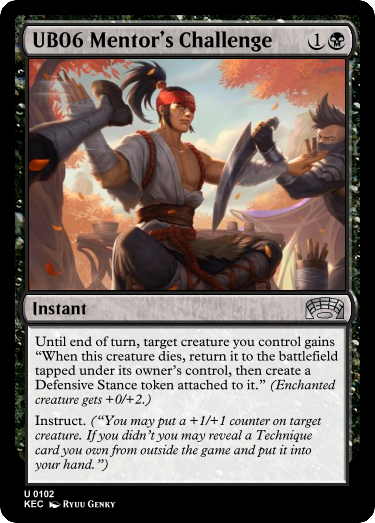 UB06 Mentor's Challenge 1
Instant
Until end of turn, target creature you control gains
“When this creature dies, return it to the battlefield
tapped under its owner's control, then create a
Defensive Stance token attached to it.” (Enchanted
creature gets +0/+2.)
Instruct. (“You may put a +1/+1 counter on target
creature. If you didn't you may reveal a Technique
card you own from outside the game and put it into
your hand.”)
U 0102
KEC Ryuu Genky